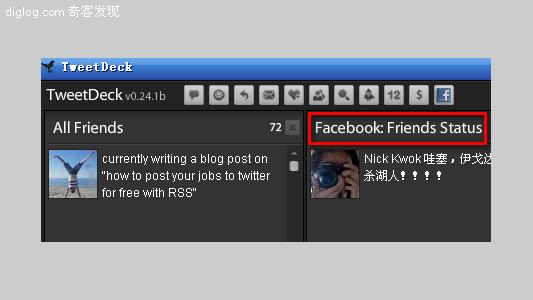 diglog.com 奇客发现
TweetDeck
TweetDeck v0.24.1b
12 $
All Friends 72 ×
Facebook: Friends Status
currently writing a blog post on
"how to post your jobs to twitter
for free with RSS"
Nick Kwok 哇塞，伊戈达
杀湖人！！！！